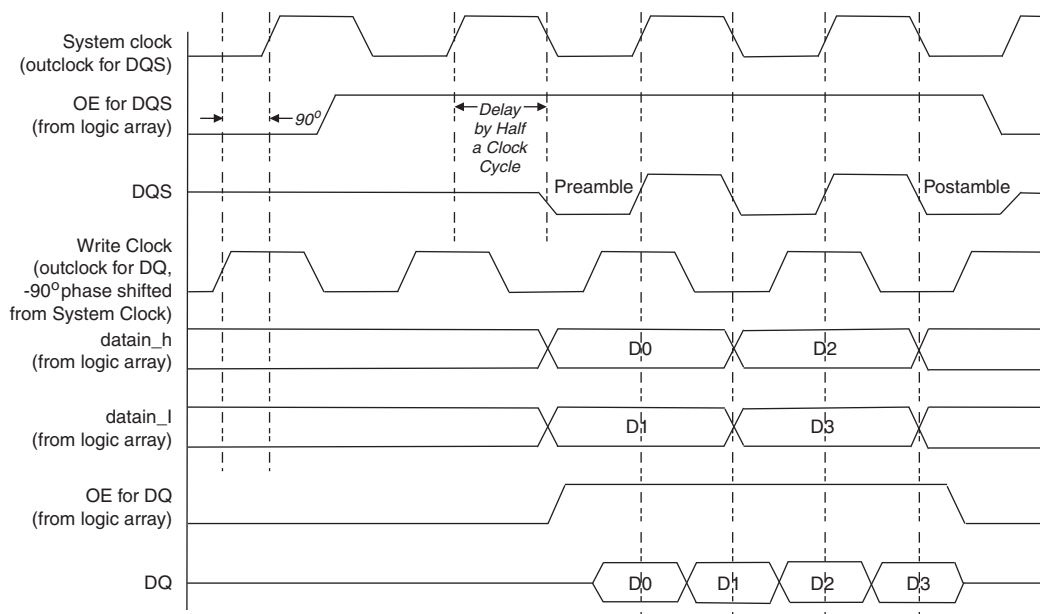 System clock
(outclock for DQS)
OE for DQS
(from logic array)
90°
Delay
by Half
a Clock
Cycle
DQS
Preamble
Postamble
Write Clock
(outclock for DQ,
-90° phase shifted
from System Clock)
datain_h
(from logic array)
D0
D2
datain_l
(from logic array)
D1
D3
OE for DQ
(from logic array)
DQ
D0
D1
D2
D3